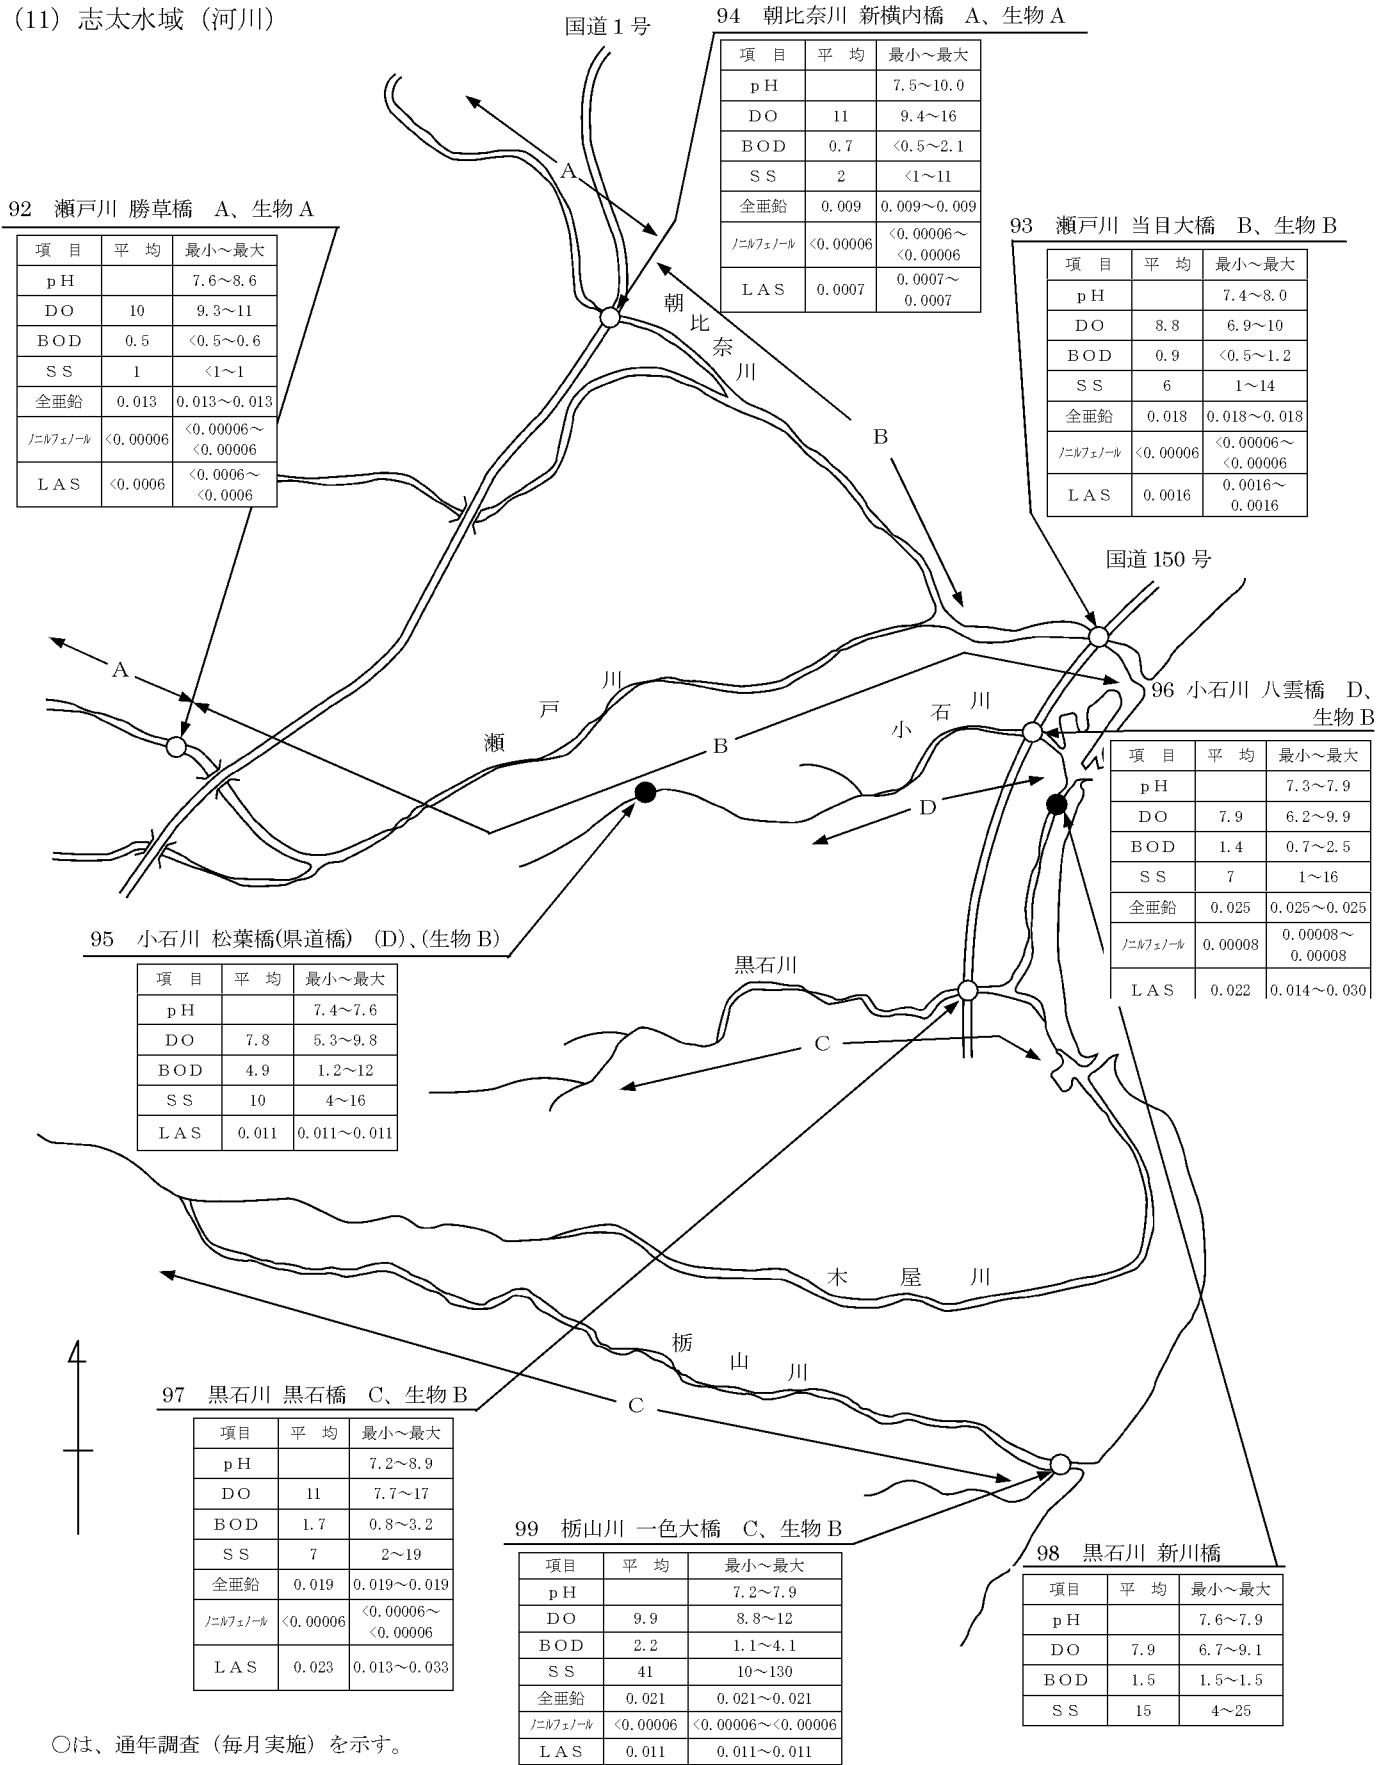 (11) 志太水域（河川）
国道1号
94　朝比奈川 新横内橋　A、生物A
項　目　平　均　最小～最大
pH　7.5～10.0
DO　11　9.4～16
BOD　0.7　<0.5～2.1
SS　2　<1～11
全亜鉛　0.009　0.009～0.009
ﾉﾆﾙﾌｪﾉｰﾙ　<0.00006　<0.00006～
<0.00006
LAS　0.0007　0.0007～
0.0007
A
92　瀬戸川 勝草橋　A、生物A
項　目　平　均　最小～最大
pH　7.6～8.6
DO　10　9.3～11
BOD　0.5　<0.5～0.6
SS　1　<1～1
全亜鉛　0.013　0.013～0.013
ﾉﾆﾙﾌｪﾉｰﾙ　<0.00006　<0.00006～
<0.00006
LAS　<0.0006　<0.0006～
<0.0006
93　瀬戸川 当目大橋　B、生物B
項　目　平　均　最小～最大
pH　7.4～8.0
DO　8.8　6.9～10
BOD　0.9　<0.5～1.2
SS　6　1～14
全亜鉛　0.018　0.018～0.018
ﾉﾆﾙﾌｪﾉｰﾙ　<0.00006　<0.00006～
<0.00006
LAS　0.0016　0.0016～
0.0016
朝比奈川
B
国道150号
A
瀬戸川
小石川
B
D
96　小石川 八雲橋　D、
生物B
項　目　平　均　最小～最大
pH　7.3～7.9
DO　7.9　6.2～9.9
BOD　1.4　0.7～2.5
SS　7　1～16
全亜鉛　0.025　0.025～0.025
ﾉﾆﾙﾌｪﾉｰﾙ　0.00008　0.00008～
0.00008
LAS　0.022　0.014～0.030
95　小石川 松葉橋(県道橋)　(D)、(生物B)
項　目　平　均　最小～最大
pH　7.4～7.6
DO　7.8　5.3～9.8
BOD　4.9　1.2～12
SS　10　4～16
LAS　0.011　0.011～0.011
黒石川
C
木屋川
栃山川
C
97　黒石川 黒石橋　C、生物B
項目　平　均　最小～最大
pH　7.2～8.9
DO　11　7.7～17
BOD　1.7　0.8～3.2
SS　7　2～19
全亜鉛　0.019　0.019～0.019
ﾉﾆﾙﾌｪﾉｰﾙ　<0.00006　<0.00006～
<0.00006
LAS　0.023　0.013～0.033
99　栃山川 一色大橋　C、生物B
項目　平　均　最小～最大
pH　7.2～7.9
DO　9.9　8.8～12
BOD　2.2　1.1～4.1
SS　41　10～130
全亜鉛　0.021　0.021～0.021
ﾉﾆﾙﾌｪﾉｰﾙ　<0.00006　<0.00006～<0.00006
LAS　0.011　0.011～0.011
98　黒石川 新川橋
項目　平　均　最小～最大
pH　7.6～7.9
DO　7.9　6.7～9.1
BOD　1.5　1.5～1.5
SS　15　4～25
○は、通年調査（毎月実施）を示す。